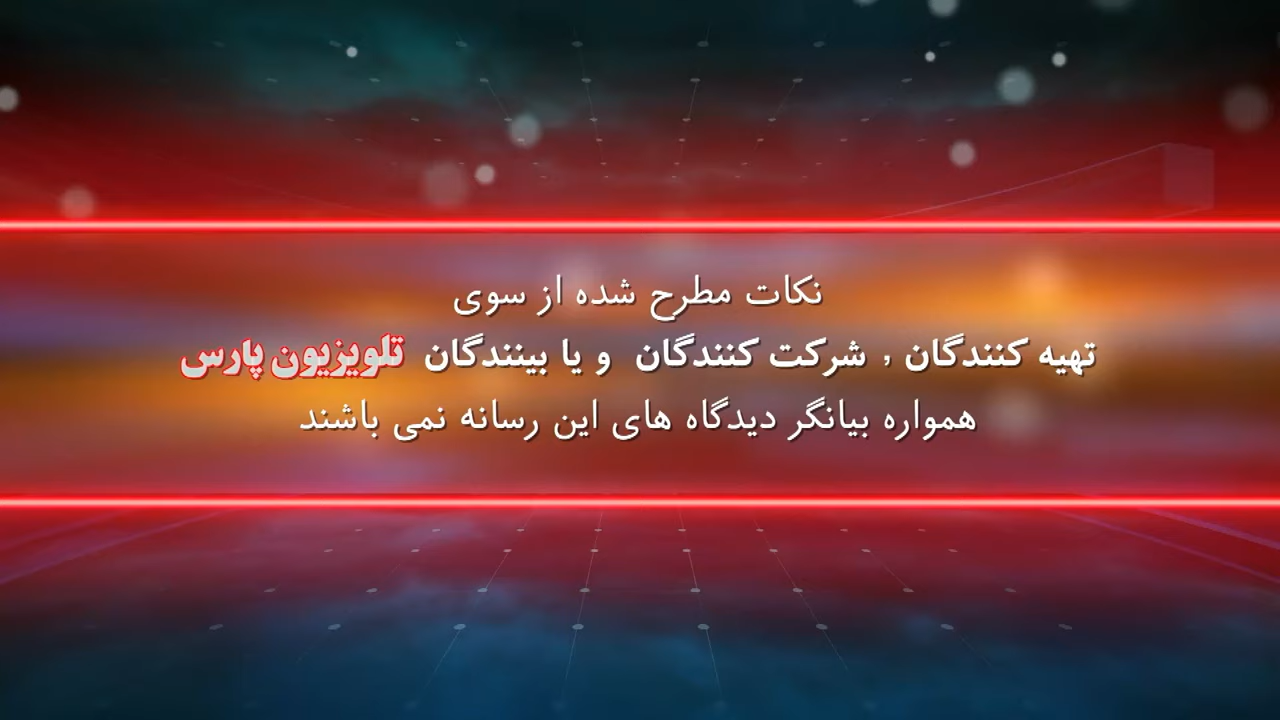 نکات مطرح شده از سوی
تهیه کنندگان , شرکت کنندگان و یا بینندگان تلویزیون پارس
همواره بیانگر دیدگاه های این رسانه نمی باشند